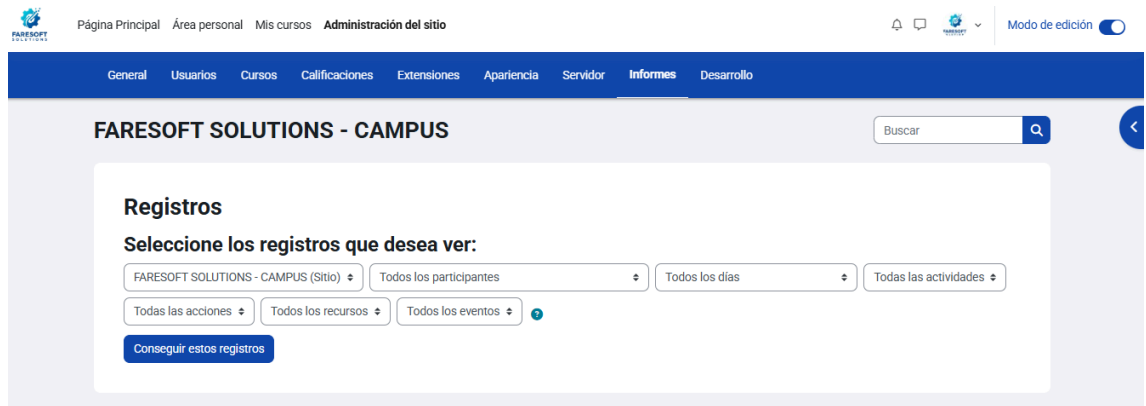 FARESOFT
SOLUTIONS
Página Principal Área personal Mis cursos Administración del sitio
FARESOFT
Modo de edición
General Usuarios Cursos Calificaciones Extensiones Apariencia Servidor Informes Desarrollo
FARESOFT SOLUTIONS - CAMPUS
Buscar
Registros
Seleccione los registros que desea ver:
FARESOFT SOLUTIONS - CAMPUS (Sitio) Todos los participantes Todos los días Todas las actividades
Todas las acciones Todos los recursos Todos los eventos ?
Conseguir estos registros